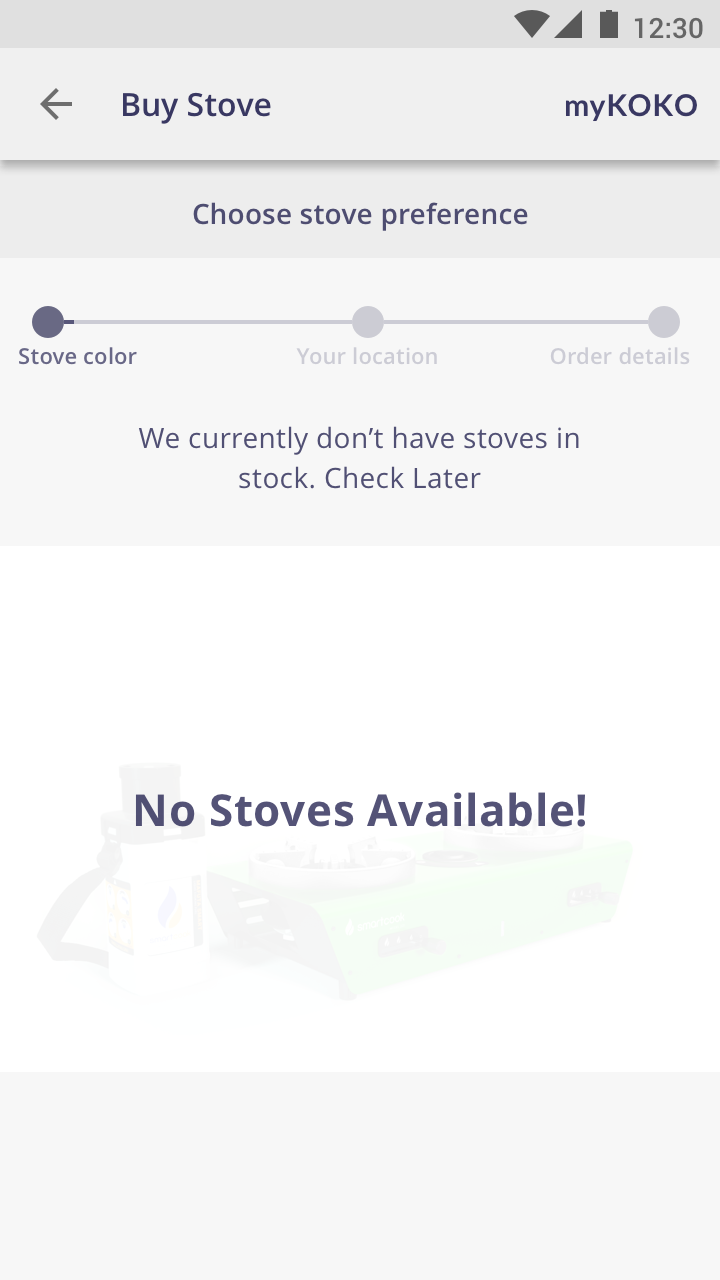 12:30
Buy Stove
myKOKO
Choose stove preference
Stove color
Your location
Order details
We currently don’t have stoves in
stock. Check Later
No Stoves Available!